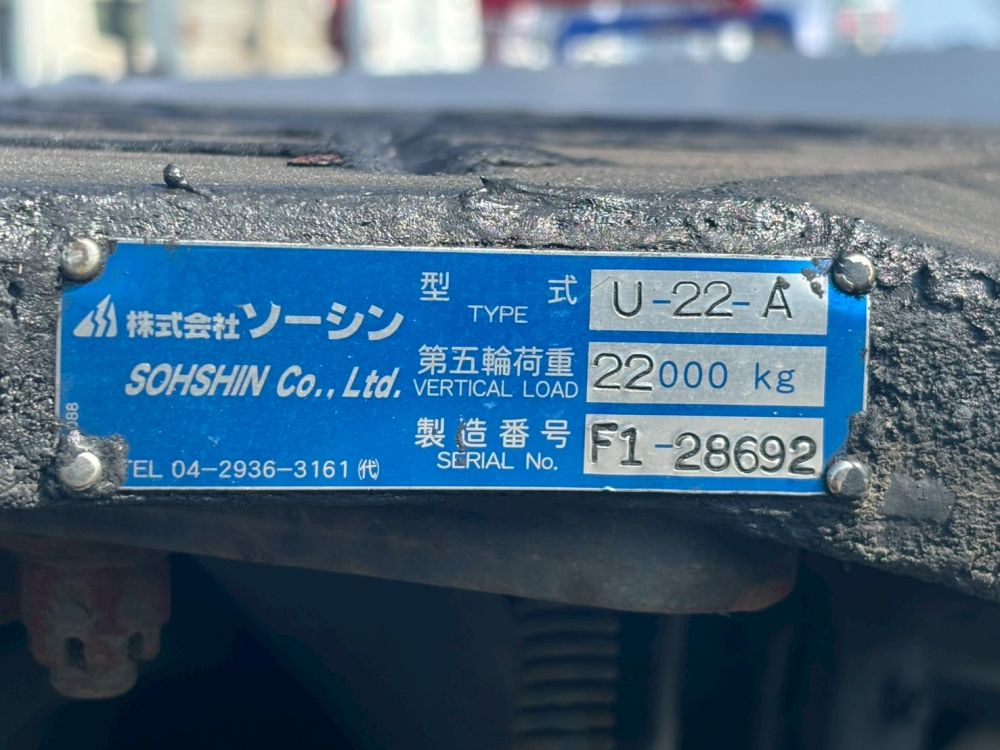 株式会社ソーシン
SOHSHIN Co., Ltd.
TEL 04-2936-3161 ㈹
型式 U-22-A
TYPE
第五輪荷重 22000 kg
VERTICAL LOAD
製造番号 F1-28692
SERIAL No.